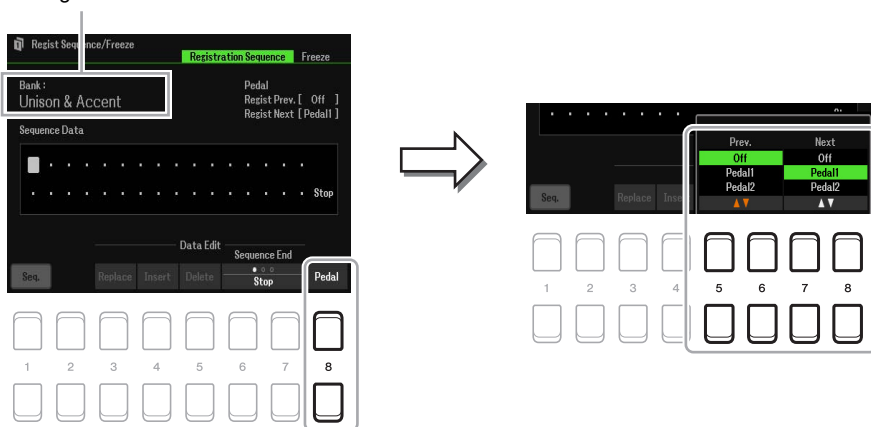 Regist Sequence/Freeze
Registration Sequence Freeze
Bank :
Unison & Accent
Pedal
Regist Prev. [ Off ]
Regist Next [ Pedal1 ]
Sequence Data
Stop
Data Edit
Sequence End
Seq. Replace Insert Delete Stop Pedal
1 2 3 4 5 6 7 8
Prev. Next
Off Off
Pedal1 Pedal1
Pedal2 Pedal2
Seq. Replace
1 2 3 4 5 6 7 8